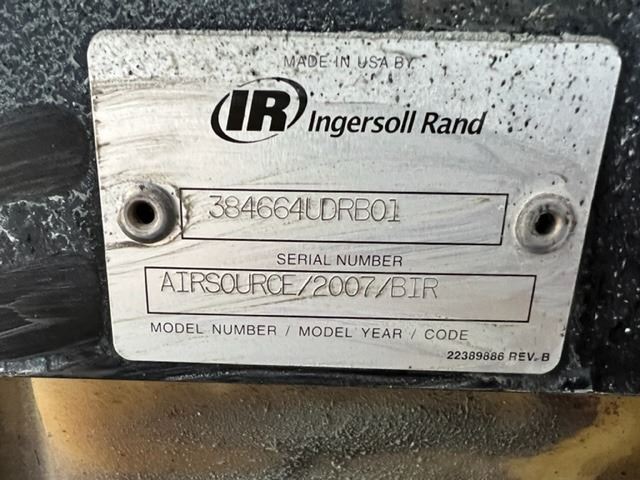 MADE IN USA BY
IR Ingersoll Rand
384664UDRB01
SERIAL NUMBER
AIRSOURCE/2007/BIR
MODEL NUMBER / MODEL YEAR / CODE
22389886 REV. B